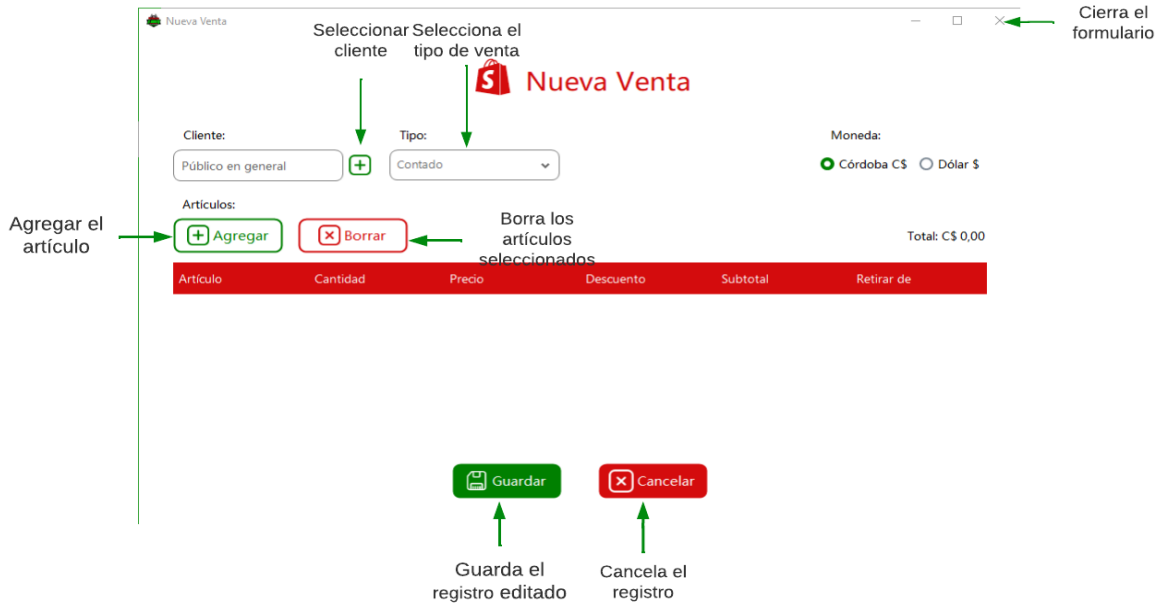 Nueva Venta
Cierra el
formulario
Seleccionar
cliente
Selecciona el
tipo de venta
S
Nueva Venta
Cliente:
Tipo:
Moneda:
Público en general
Contado
Córdoba C$
Dólar $
Artículos:
Agregar el
artículo
Agregar
Borrar
Borra los
artículos
seleccionados
Total: C$ 0,00
Artículo
Cantidad
Precio
Descuento
Subtotal
Retirar de
Guardar
Cancelar
Guarda el
registro editado
Cancela el
registro